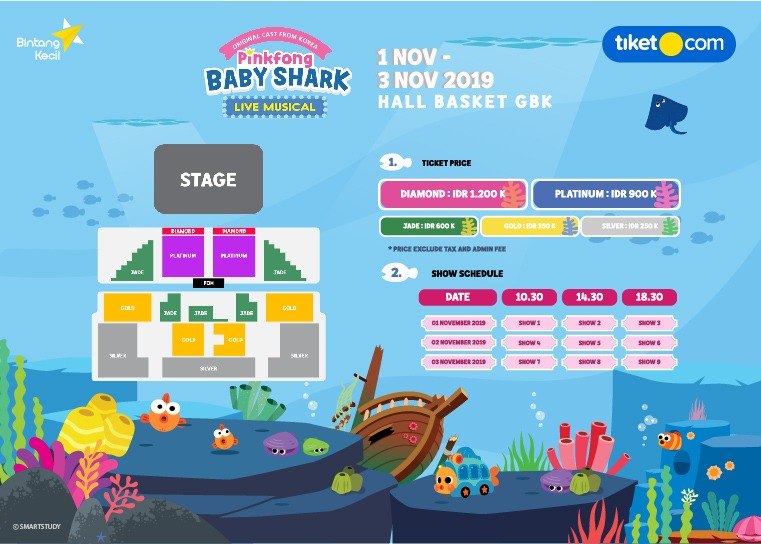 Bintang
Kecil
ORIGINAL CAST FROM KOREA
Pinkfong
BABY SHARK
LIVE MUSICAL
1 NOV -
3 NOV 2019
HALL BASKET GBK
tiket.com
STAGE
DIAMOND DIAMOND
PLATINUM PLATINUM
JADE JADE
FOH
GOLD GOLD
JADE JADE JADE
GOLD GOLD
SILVER SILVER
SILVER
1. TICKET PRICE
DIAMOND : IDR 1.200 K PLATINUM : IDR 900 K
JADE : IDR 600 K GOLD : IDR 350 K SILVER : IDR 250 K
* PRICE EXCLUDE TAX AND ADMIN FEE
2. SHOW SCHEDULE
DATE 10.30 14.30 18.30
01 NOVEMBER 2019 SHOW 1 SHOW 2 SHOW 3
02 NOVEMBER 2019 SHOW 4 SHOW 5 SHOW 6
03 NOVEMBER 2019 SHOW 7 SHOW 8 SHOW 9
© SMARTSTUDY